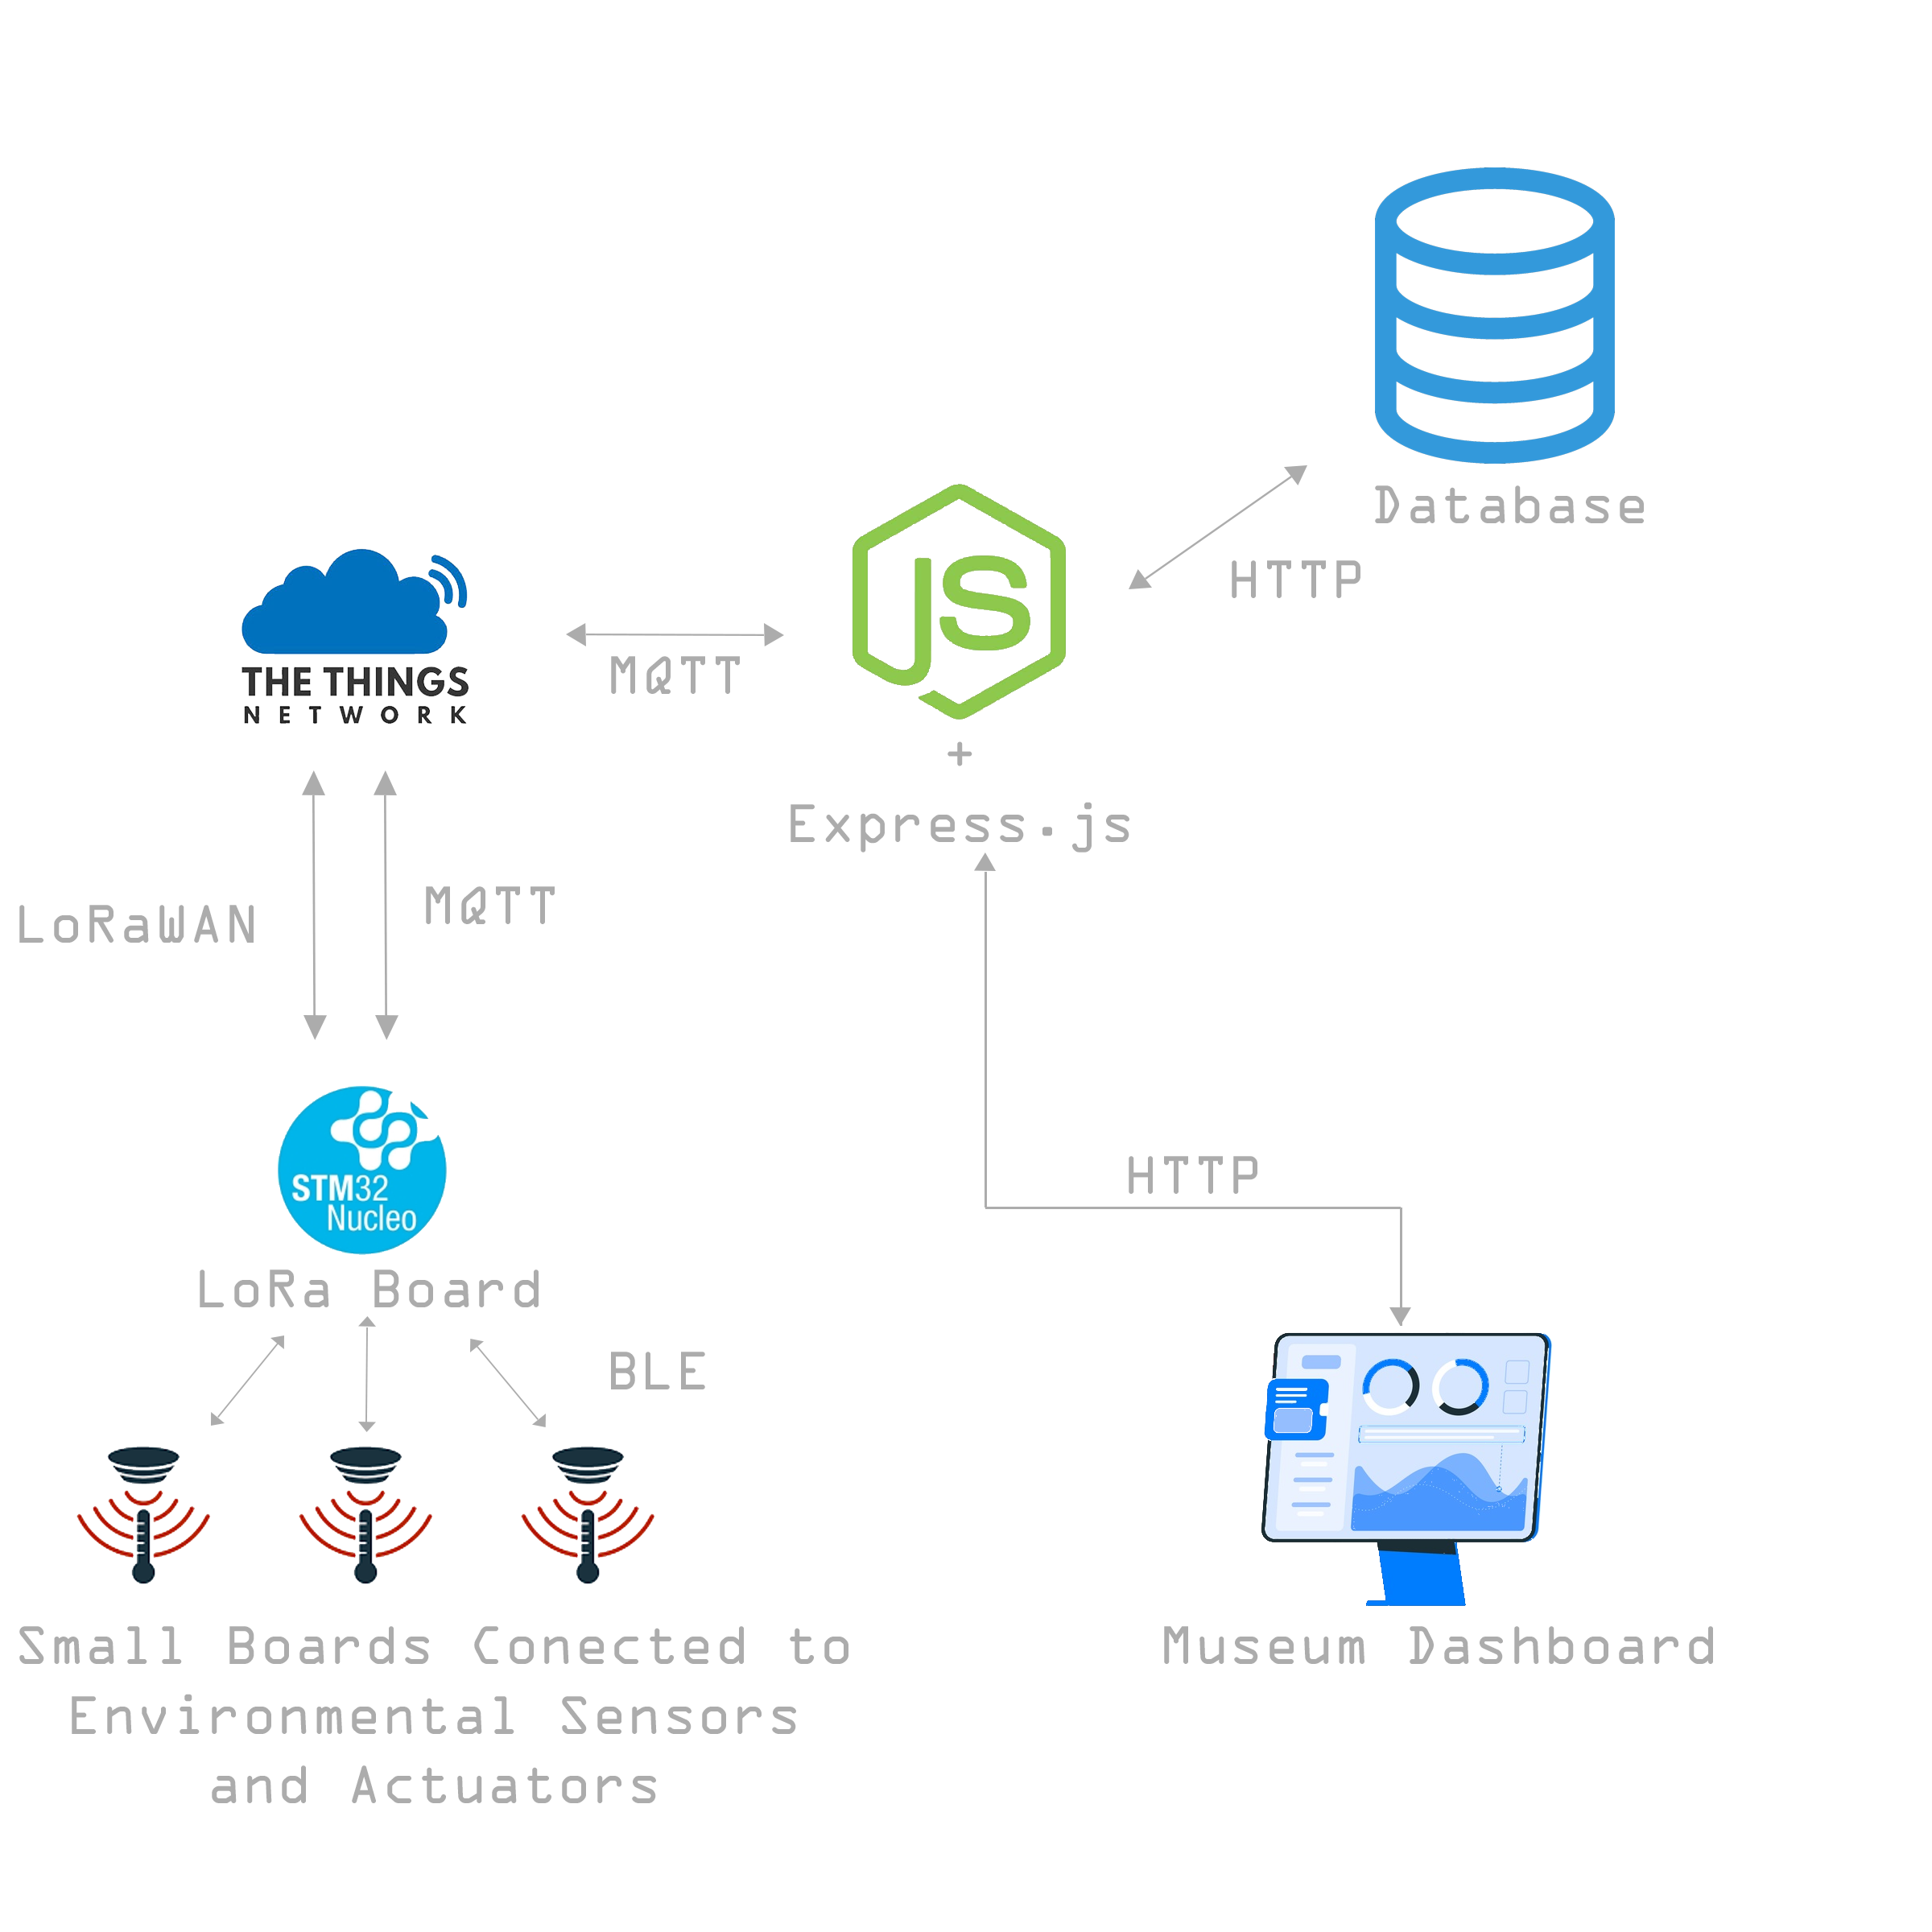 Database
HTTP
JS
THE THINGS
NETWORK
MQTT
+
Express.js
LoRaWAN
MQTT
STM32
Nucleo
HTTP
LoRa Board
BLE
Small Boards Conected to
Environmental Sensors
and Actuators
Museum Dashboard